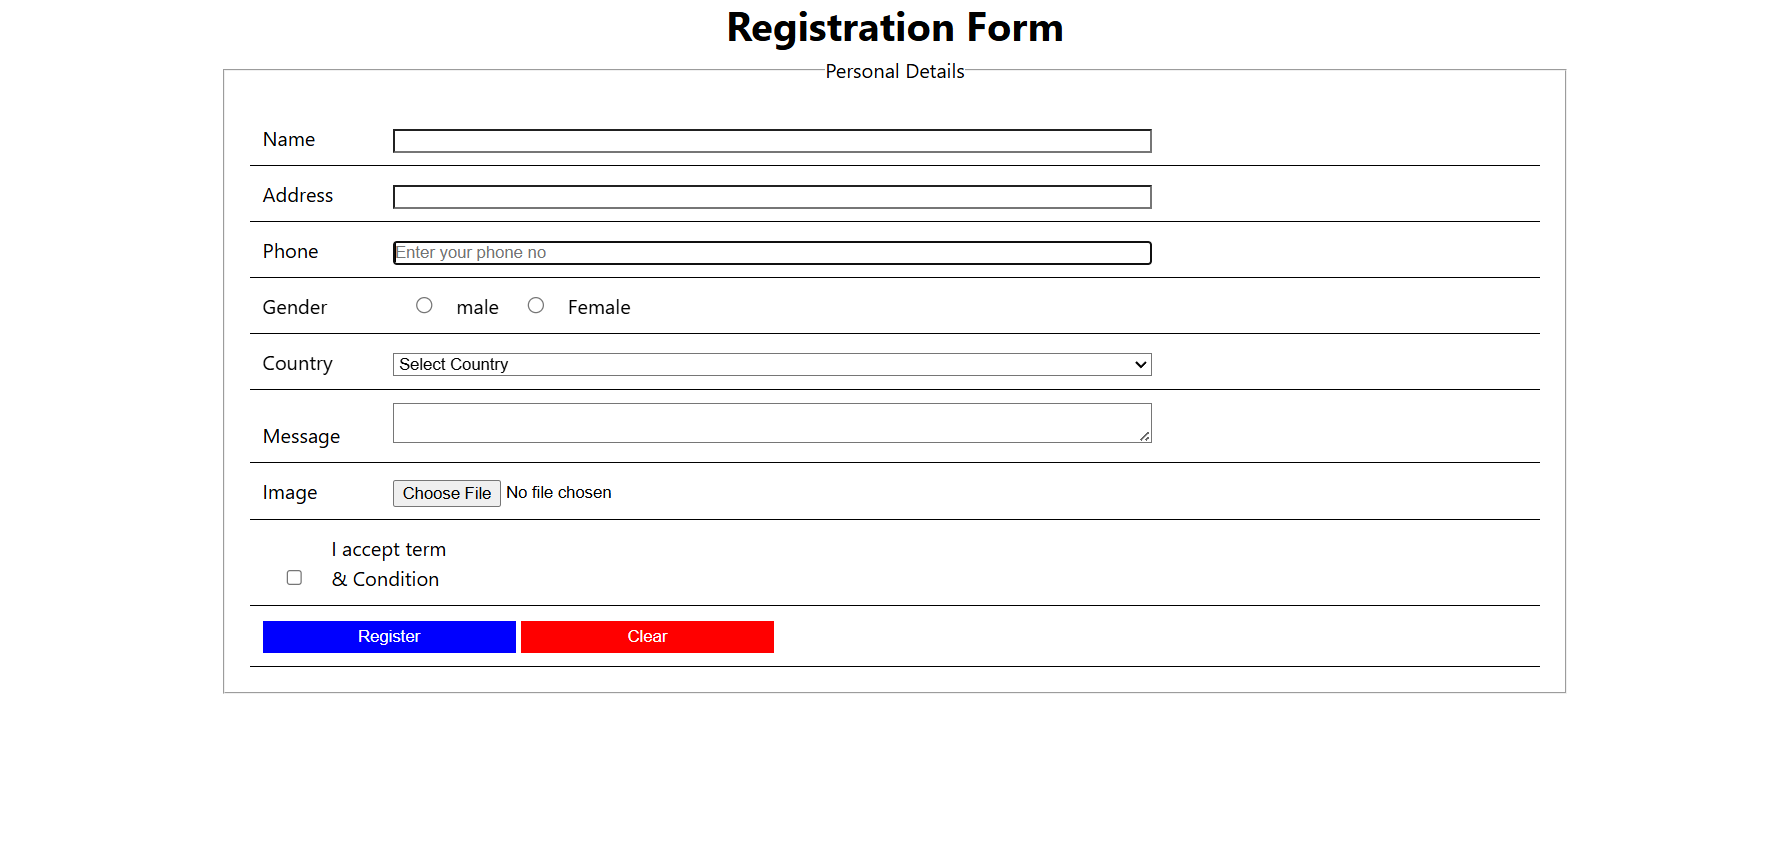 Registration Form
Personal Details
Name
Address
Phone
Enter your phone no
Gender
male
Female
Country
Select Country
Message
Image
Choose File
No file chosen
I accept term
& Condition
Register
Clear